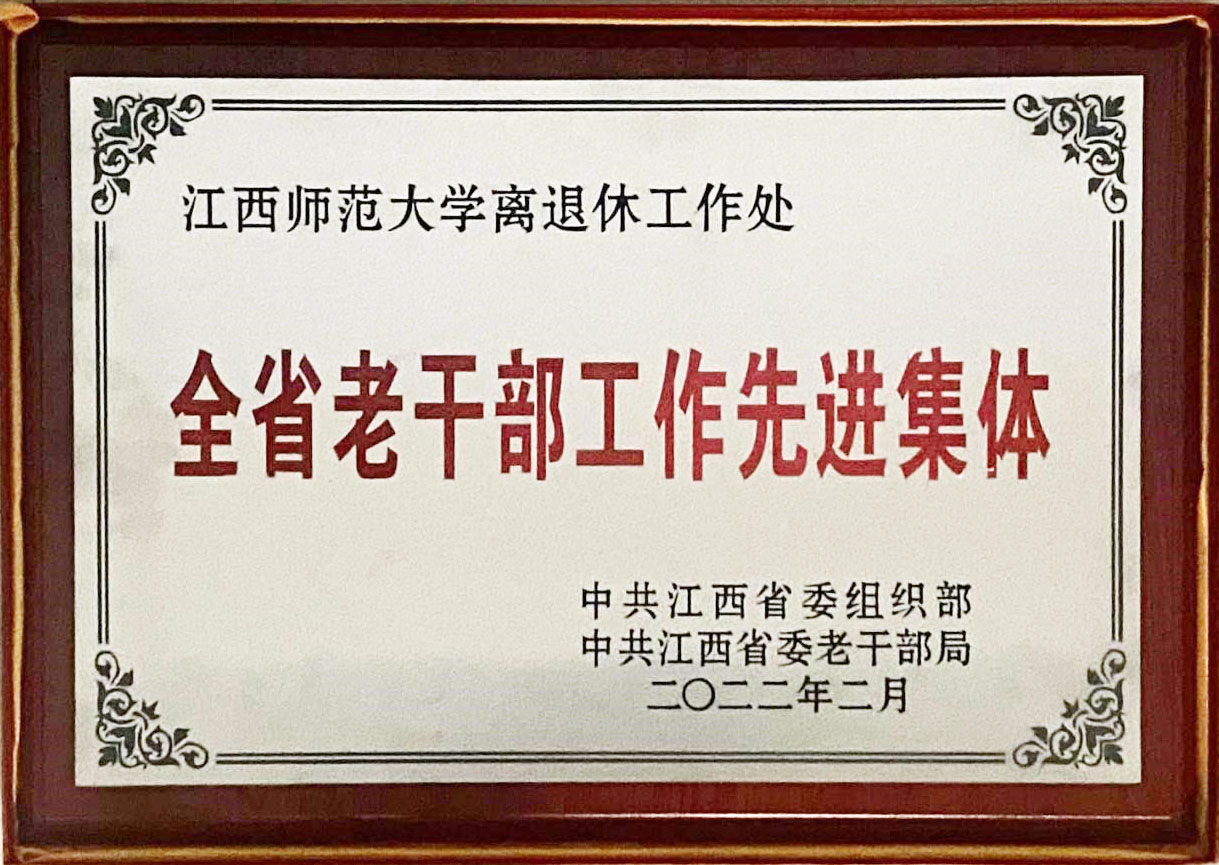 江西师范大学离退休工作处
全省老干部工作先进集体
中共江西省委组织部
中共江西省委老干部局
二〇二二年二月